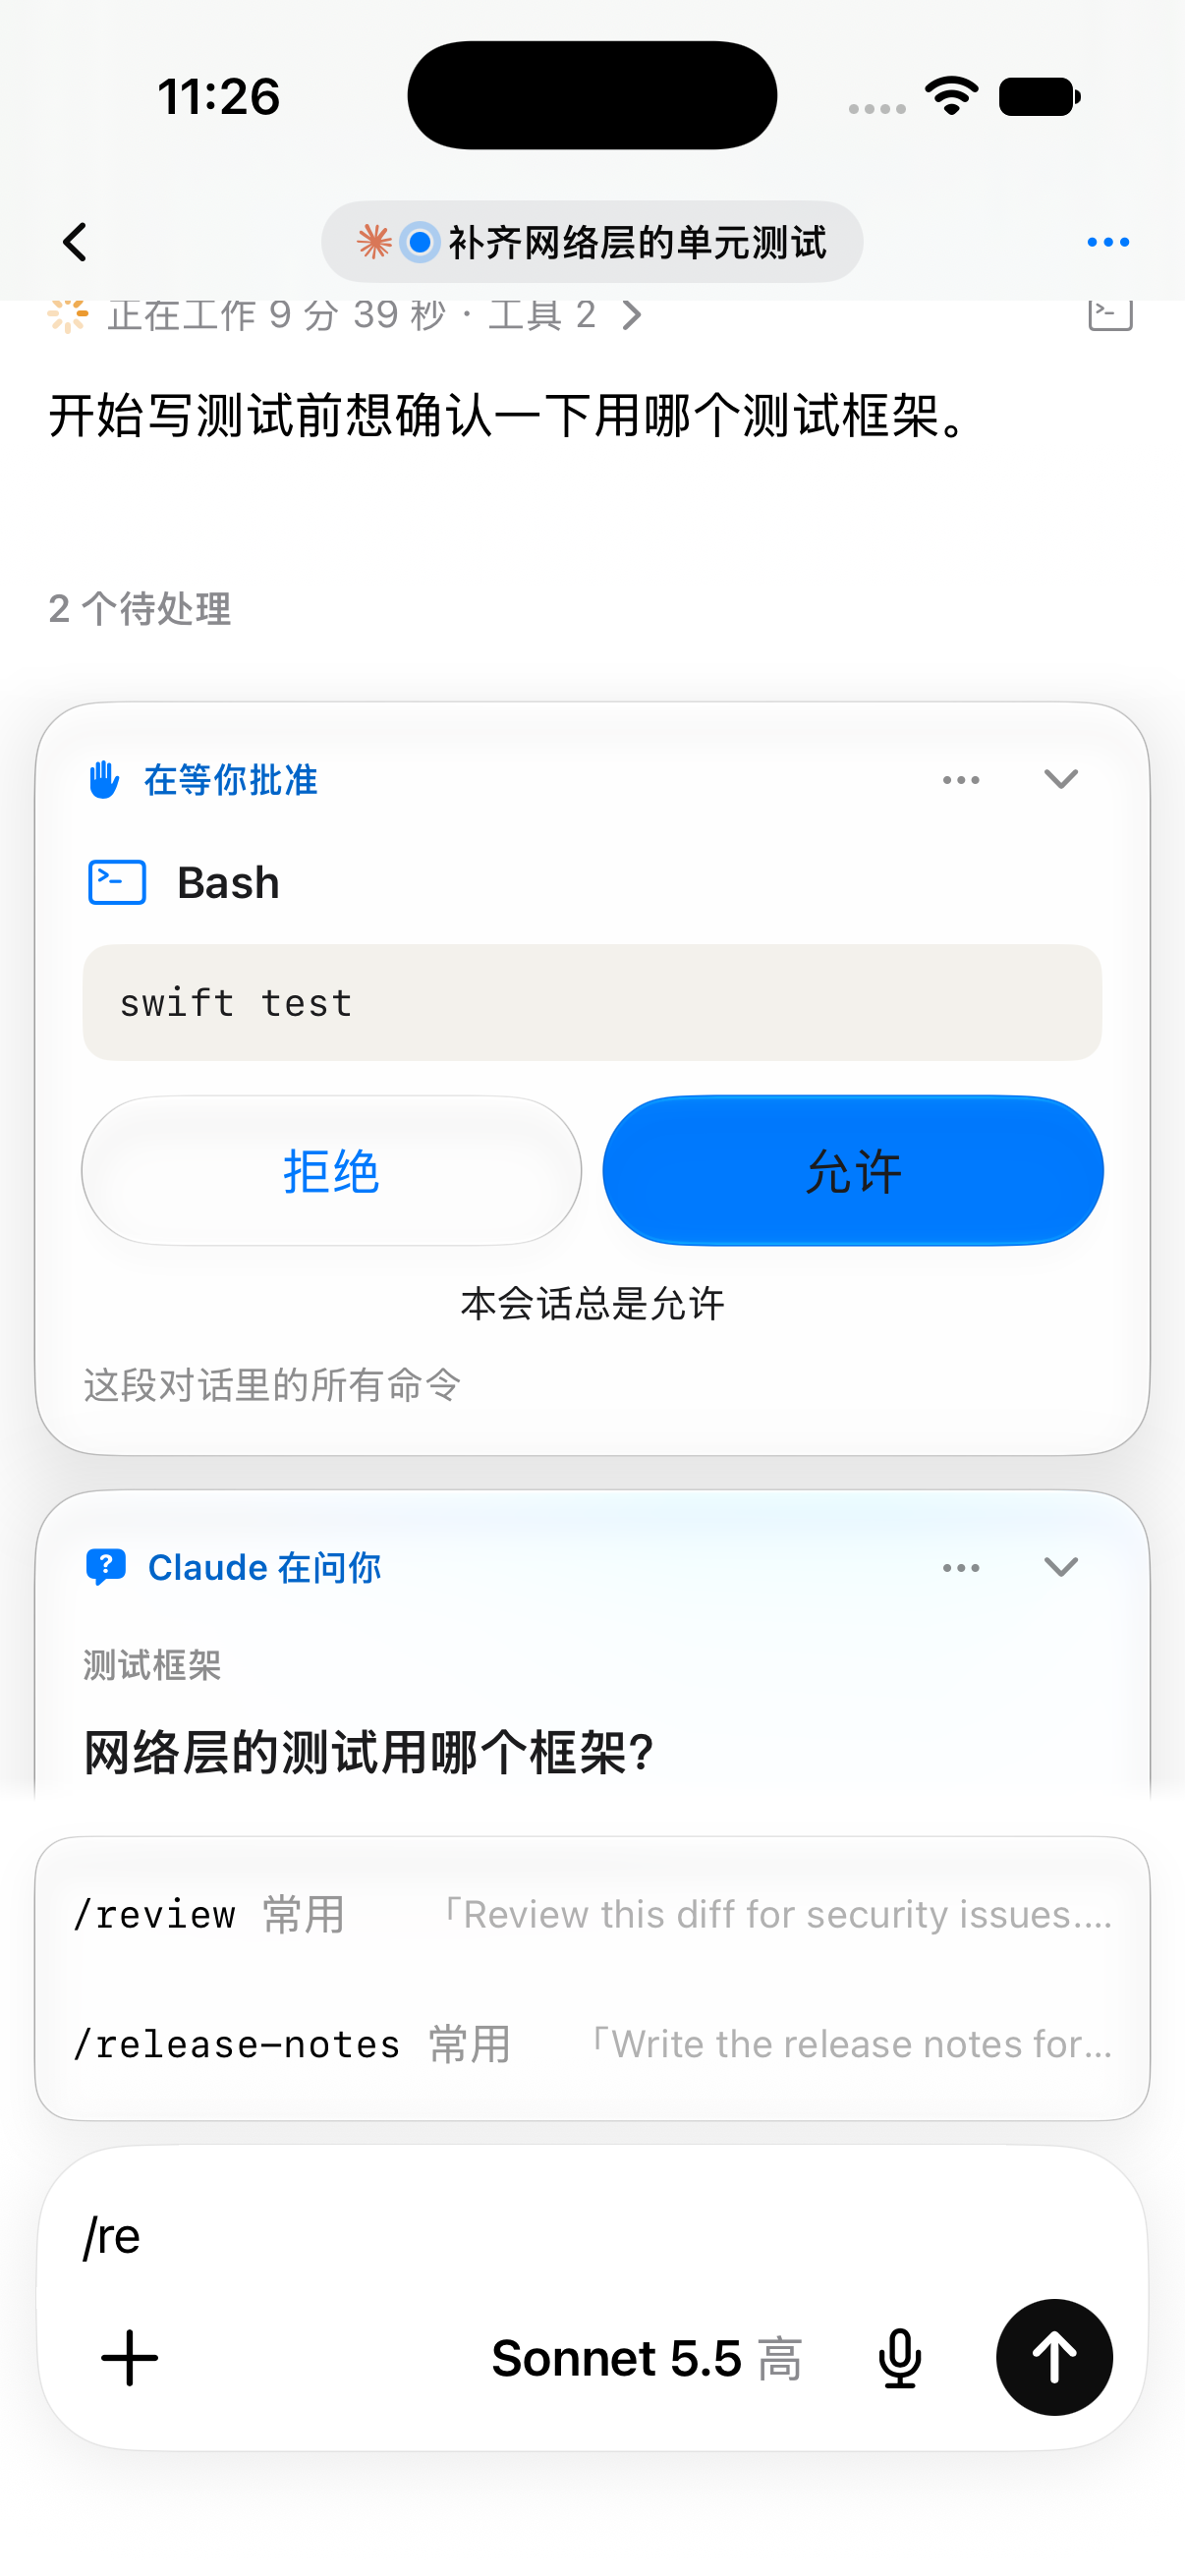 11:26
补齐网络层的单元测试
正在工作 9 分 39 秒 · 工具 2
开始写测试前想确认一下用哪个测试框架。
2 个待处理
在等你批准
Bash
swift test
拒绝
允许
本会话总是允许
这段对话里的所有命令
Claude 在问你
测试框架
网络层的测试用哪个框架?
/review 常用 「Review this diff for security issues....
/release-notes 常用 「Write the release notes for...
/re
Sonnet 5.5 高